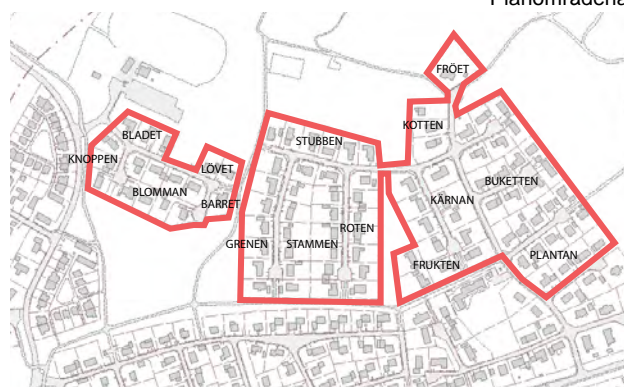 Planområdena
FRÖET
KOTTEN
BLADET
STUBBEN
KNOPPEN
LÖVET
BUKETTEN
BLOMMAN
KÄRNAN
BARRET
ROTEN
GRENEN
STAMMEN
PLANTAN
FRUKTEN